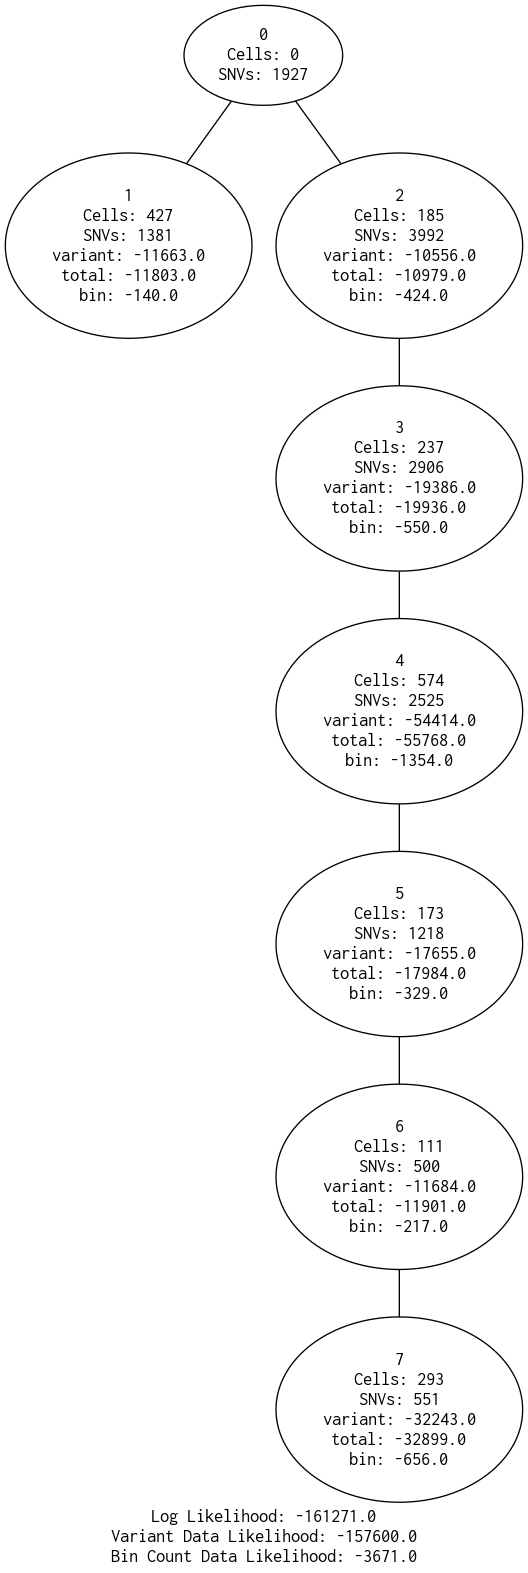 0
Cells: 0
SNVs: 1927
1
Cells: 427
SNVs: 1381
variant: -11663.0
total: -11803.0
bin: -140.0
2
Cells: 185
SNVs: 3992
variant: -10556.0
total: -10979.0
bin: -424.0
3
Cells: 237
SNVs: 2906
variant: -19386.0
total: -19936.0
bin: -550.0
4
Cells: 574
SNVs: 2525
variant: -54414.0
total: -55768.0
bin: -1354.0
5
Cells: 173
SNVs: 1218
variant: -17655.0
total: -17984.0
bin: -329.0
6
Cells: 111
SNVs: 500
variant: -11684.0
total: -11901.0
bin: -217.0
7
Cells: 293
SNVs: 551
variant: -32243.0
total: -32899.0
bin: -656.0
Log Likelihood: -161271.0
Variant Data Likelihood: -157600.0
Bin Count Data Likelihood: -3671.0